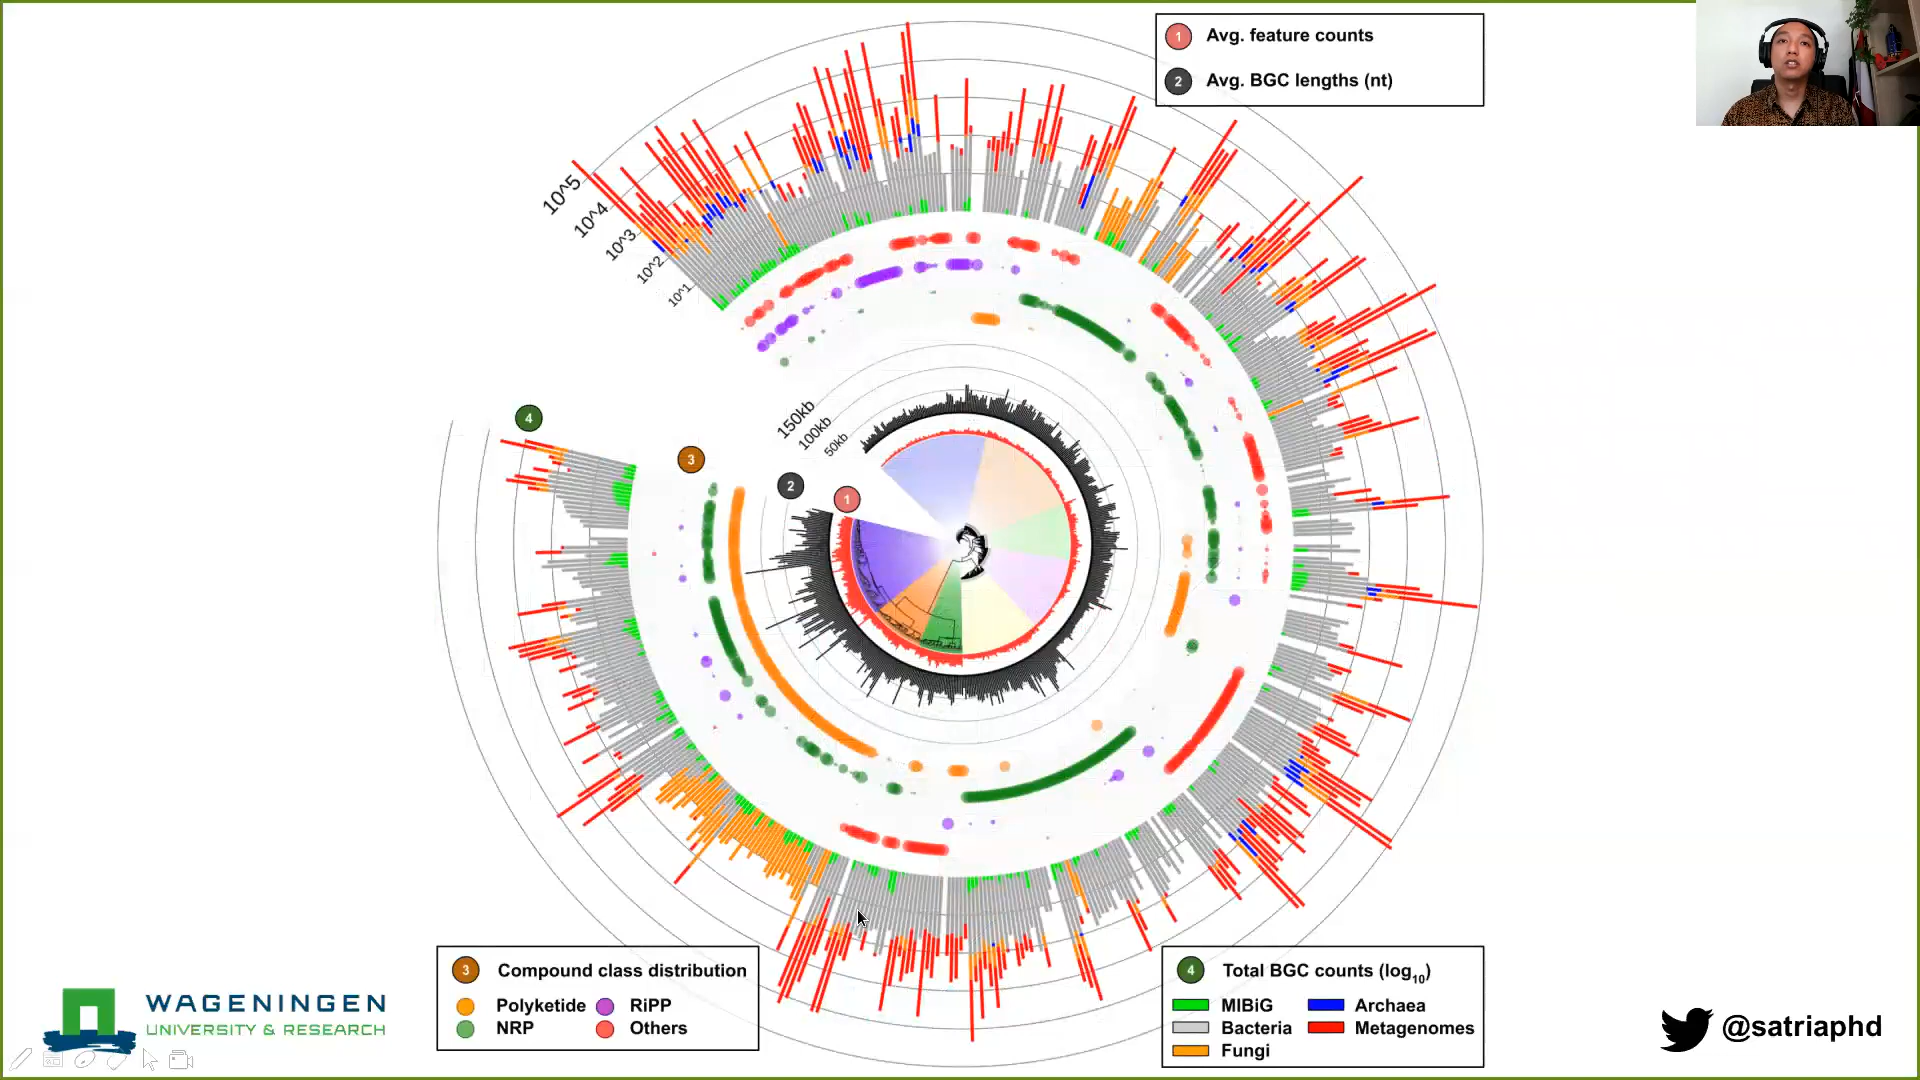 1 Avg. feature counts
2 Avg. BGC lengths (nt)
10^5
10^4
10^3
10^2
10^1
150kb
100kb
50kb
4
3
2
1
3 Compound class distribution
Polyketide RiPP
NRP Others
4 Total BGC counts (log10)
MIBiG Archaea
Bacteria Metagenomes
Fungi
WAGENINGEN
UNIVERSITY & RESEARCH
@satriaphd